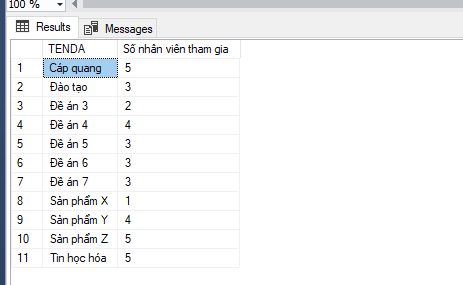 100 %
Results Messages
TENDA Số nhân viên tham gia
1 Cáp quang 5
2 Đào tạo 3
3 Đề án 3 2
4 Đề án 4 4
5 Đề án 5 3
6 Đề án 6 3
7 Đề án 7 3
8 Sản phẩm X 1
9 Sản phẩm Y 4
10 Sản phẩm Z 5
11 Tin học hóa 5